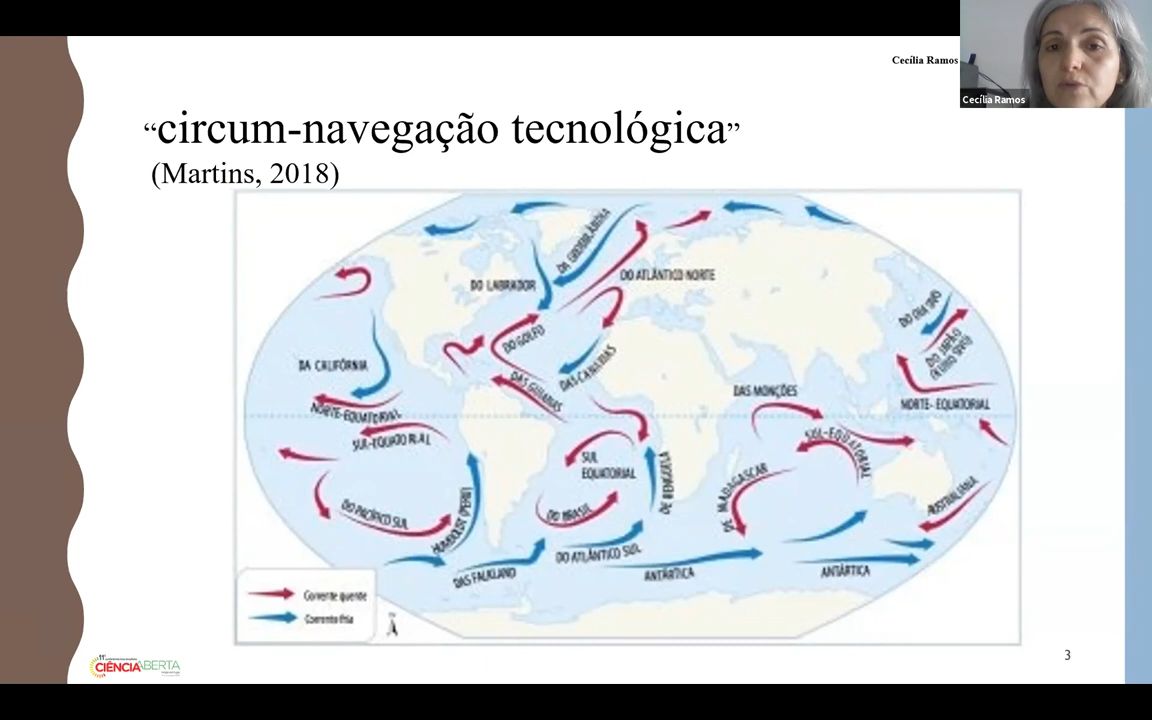 Cecília Ramos
Cecília Ramos
“circum-navegação tecnológica”
(Martins, 2018)
DA GROENLÂNDIA
DO LABRADOR
DO ATLÂNTICO NORTE
DO GOLFO
DAS CANÁRIAS
DAS GUIANAS
DA CALIFÓRNIA
NORTE-EQUATORIAL
SUL-EQUATORIAL
DO PACÍFICO SUL
HUMBOLDT (PERU)
DAS FALKLAND
SUL
EQUATORIAL
DO BRASIL
DO ATLÂNTICO SUL
DE BENGUELA
ANTÁRTICA
DAS MONÇÕES
SUL-EQUATORIAL
DE MADAGASCAR
ANTÁRTICA
DO JAPÃO
NORTE- EQUATORIAL
AUSTRALIANA
Corrente quente
Corrente fria
N
CIÊNCIAABERTA
3